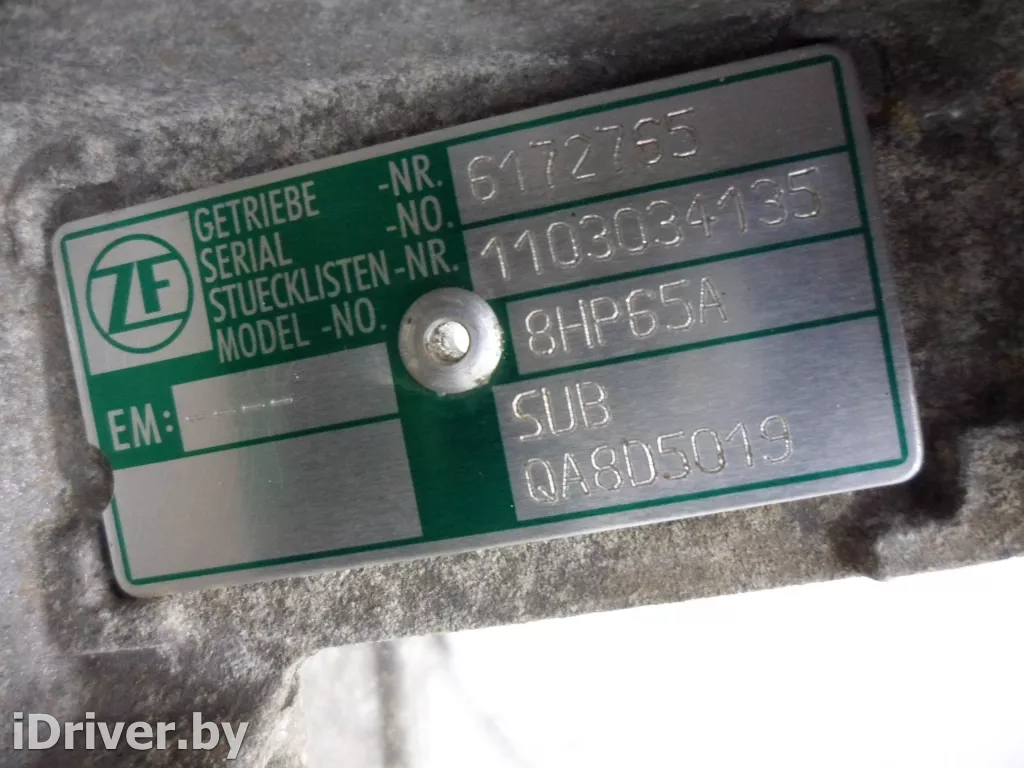 ZF
GETRIEBE -NR. 6172765
SERIAL -NO.
STUECKLISTEN -NR. 1103034135
MODEL -NO. 8HP65A
EM: ----
SUB
QA8D5019
iDriver.by